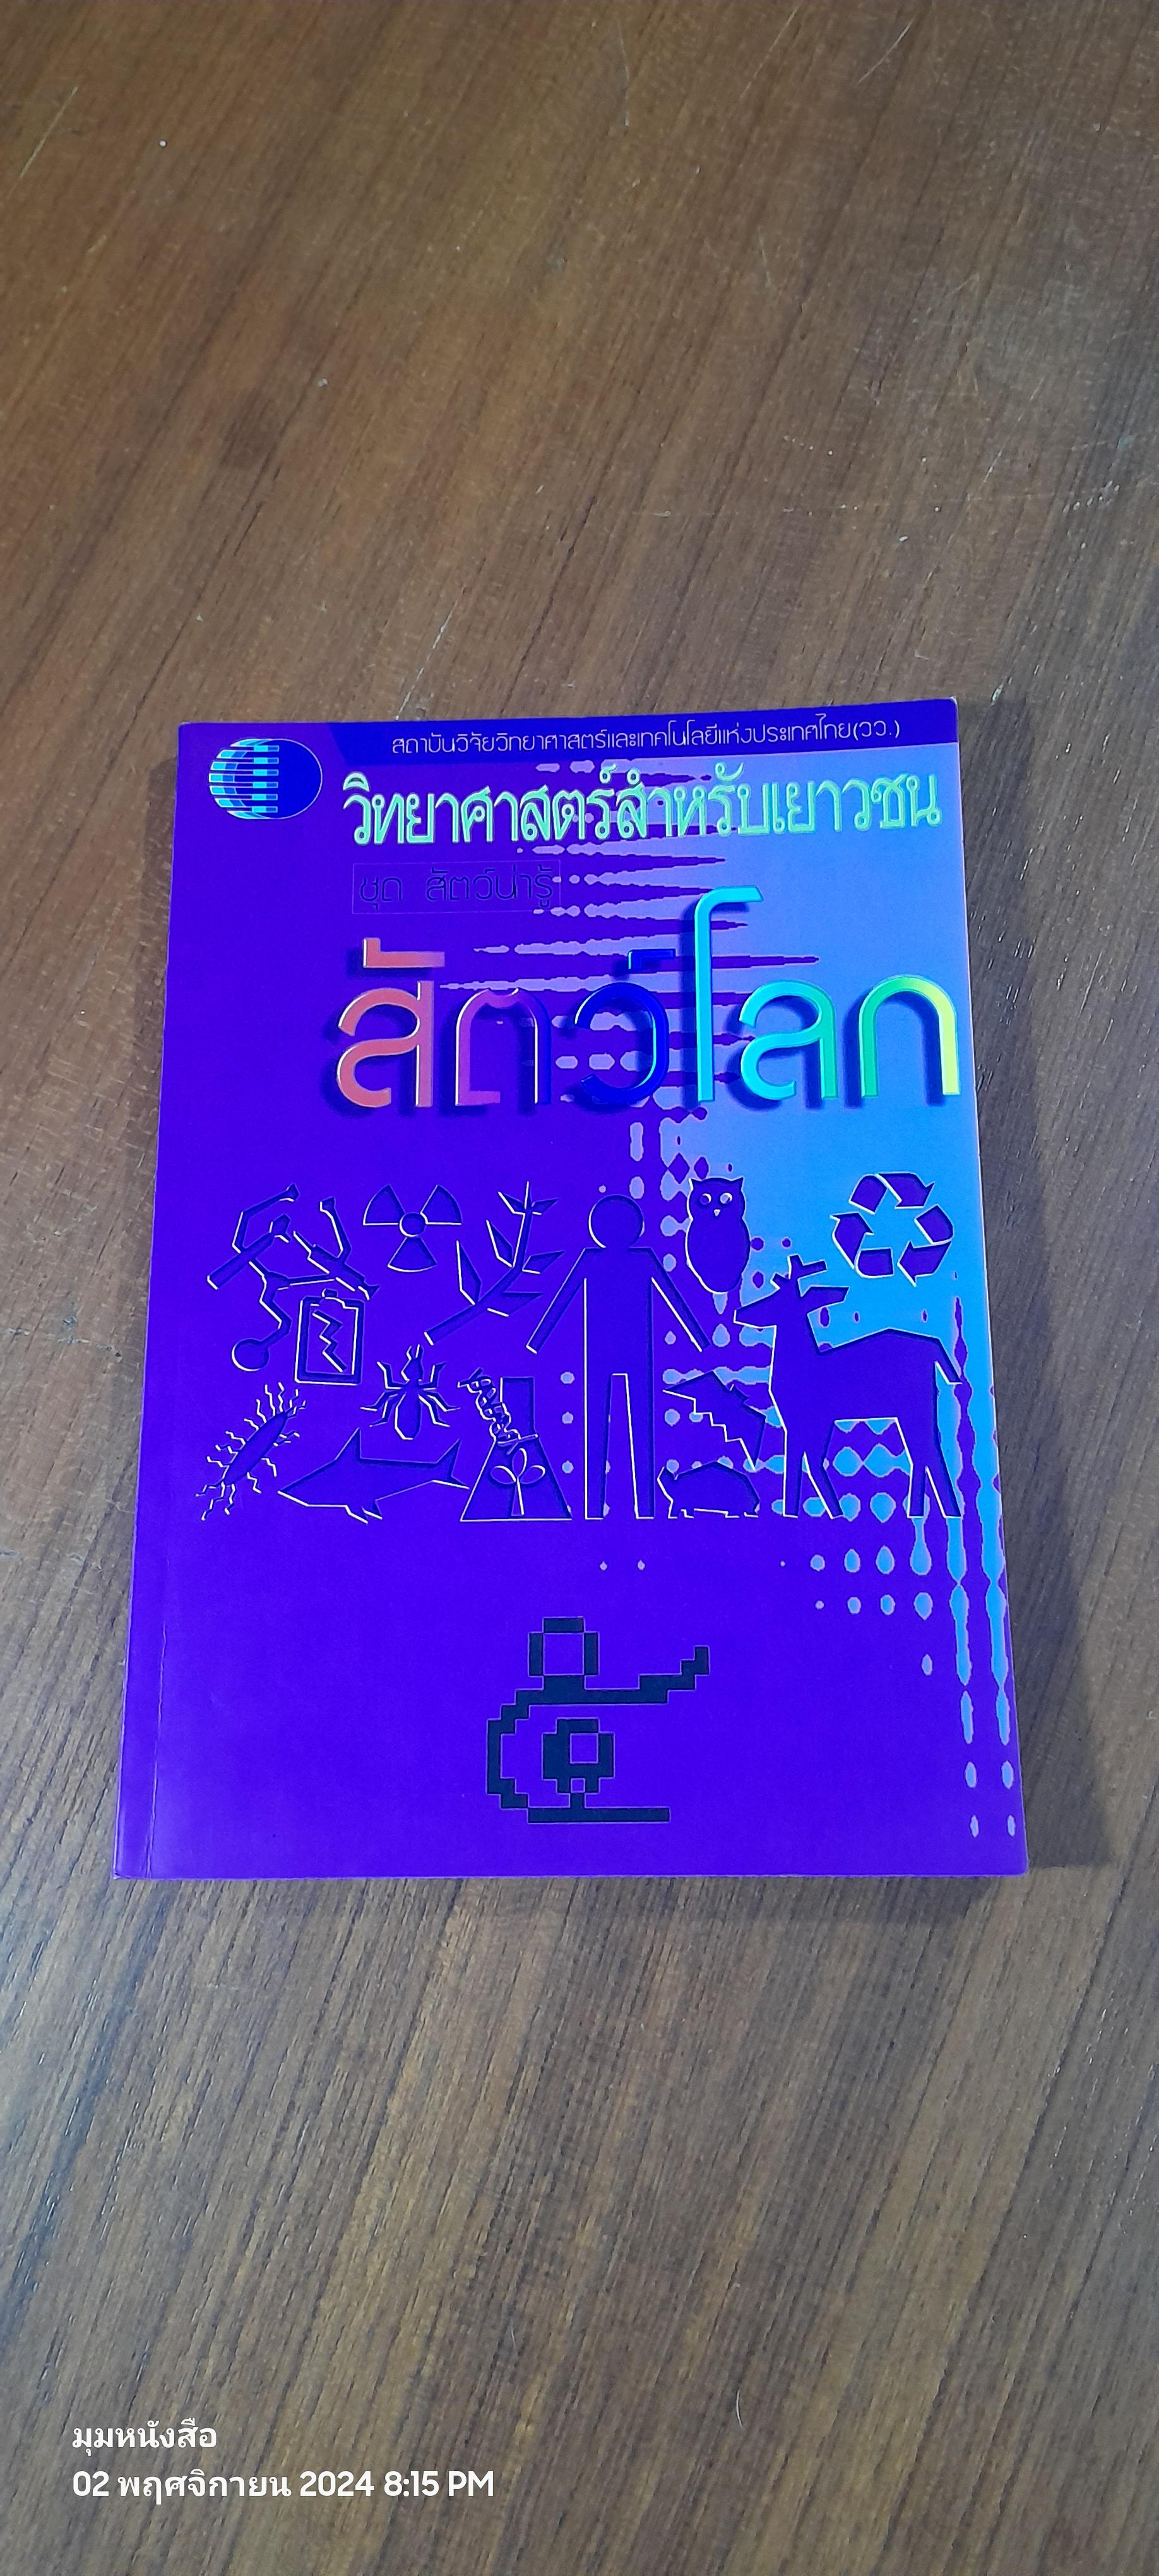 สถาบันวิจัยวิทยาศาสตร์และเทคโนโลยีแห่งประเทศไทย(วว.)
วิทยาศาสตร์สำหรับเยาวชน
ชุด สัตว์น่ารู้
สัตว์โลก
๕
มุมหนังสือ
02 พฤศจิกายน 2024 8:15 PM